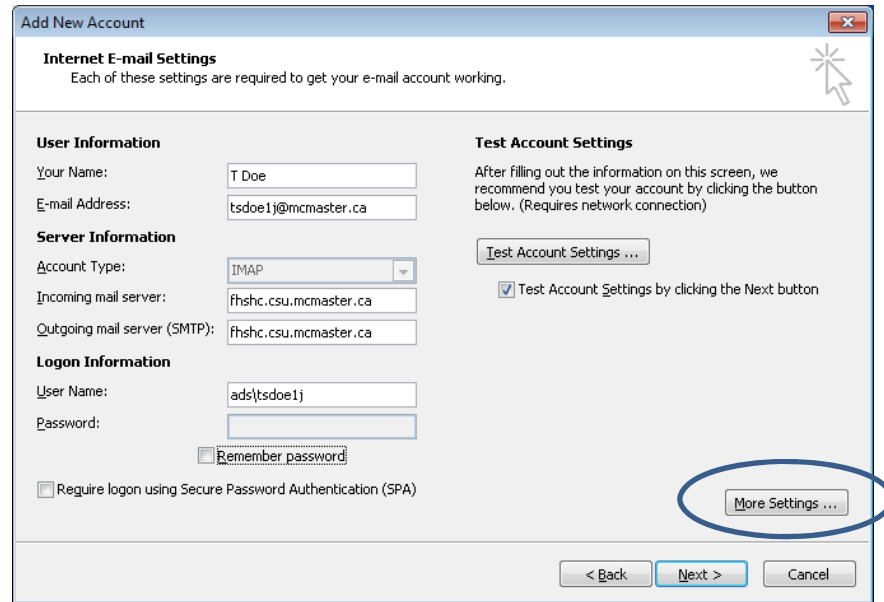 Add New Account
Internet E-mail Settings
Each of these settings are required to get your e-mail account working.
User Information
Your Name:
T Doe
E-mail Address:
tsdoe1j@mcmaster.ca
Server Information
Account Type:
IMAP
Incoming mail server:
fhshc.csu.mcmaster.ca
Outgoing mail server (SMTP):
fhshc.csu.mcmaster.ca
Logon Information
User Name:
ads\tsdoe1j
Password:
Remember password
Require logon using Secure Password Authentication (SPA)
Test Account Settings
After filling out the information on this screen, we
recommend you test your account by clicking the button
below. (Requires network connection)
Test Account Settings ...
Test Account Settings by clicking the Next button
More Settings ...
< Back
Next >
Cancel